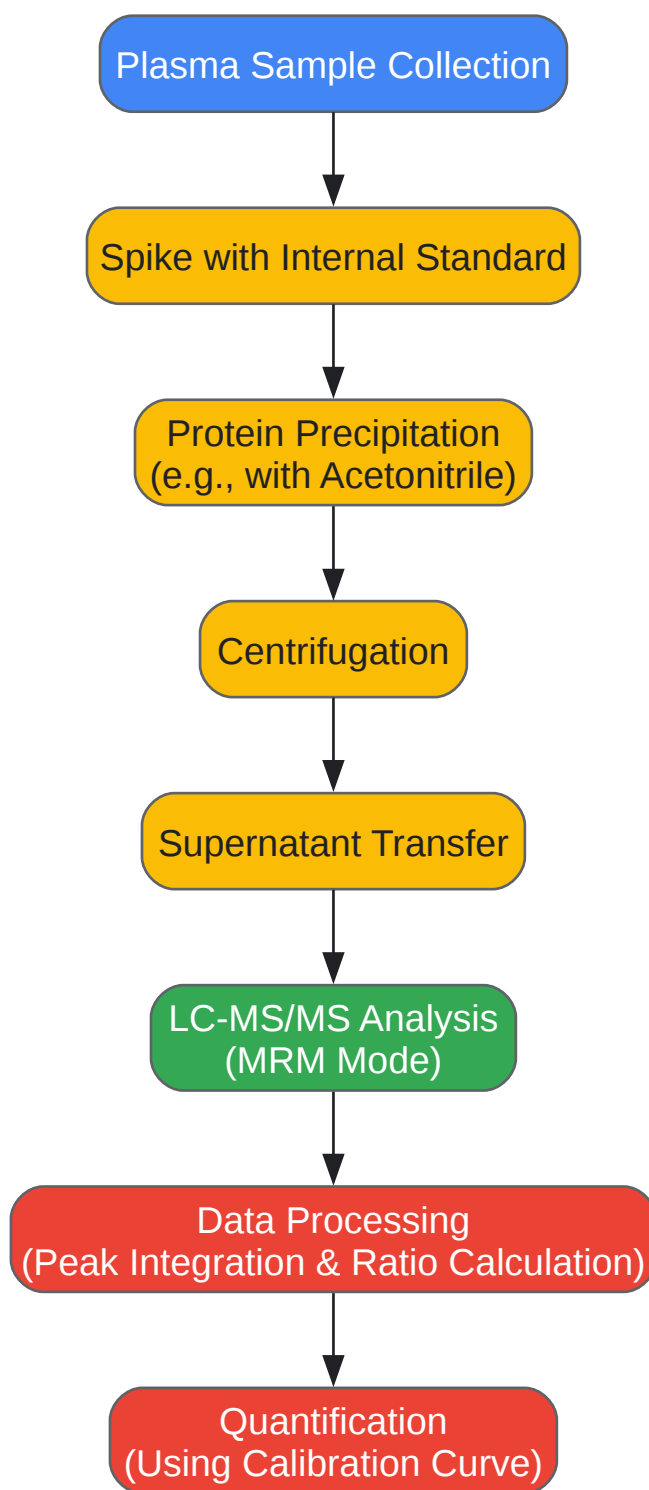 Plasma Sample Collection
Spike with Internal Standard
Protein Precipitation
(e.g., with Acetonitrile)
Centrifugation
Supernatant Transfer
LC-MS/MS Analysis
(MRM Mode)
Data Processing
(Peak Integration & Ratio Calculation)
Quantification
(Using Calibration Curve)